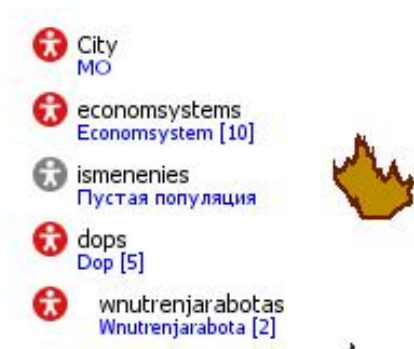 City
MO
economsystems
Economsystem [10]
ismenenies
Пустая популяция
dops
Dop [5]
wnutrenjarabotas
Wnutrenjarabota [2]